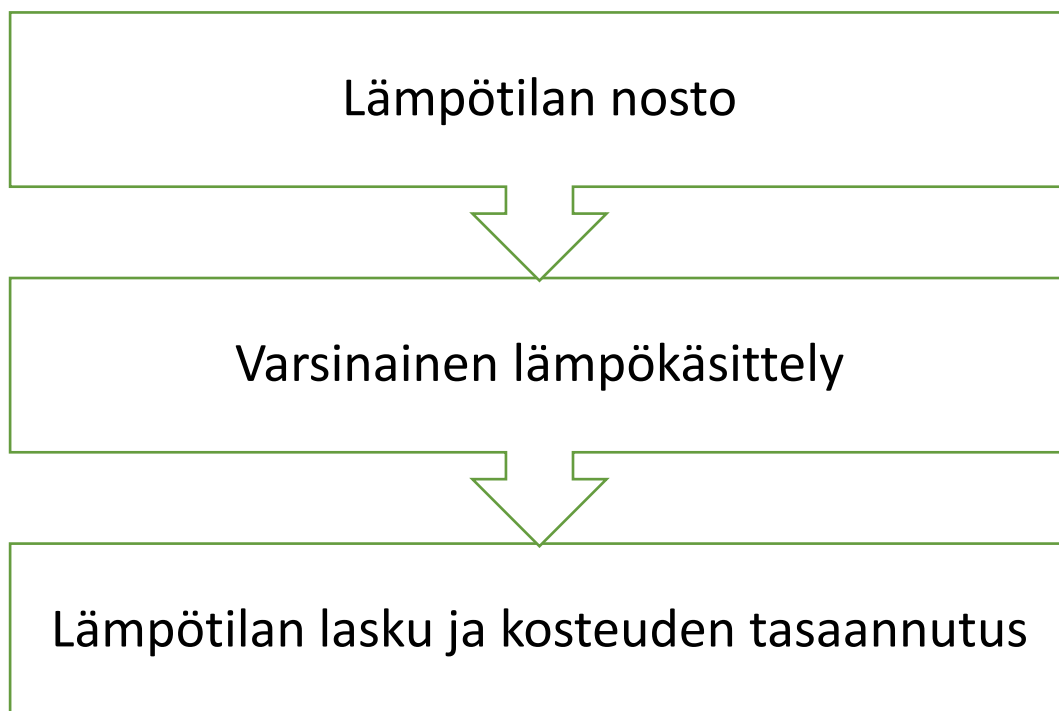 Lämpötilan nosto
Varsinainen lämpökäsittely
Lämpötilan lasku ja kosteuden tasaannutus